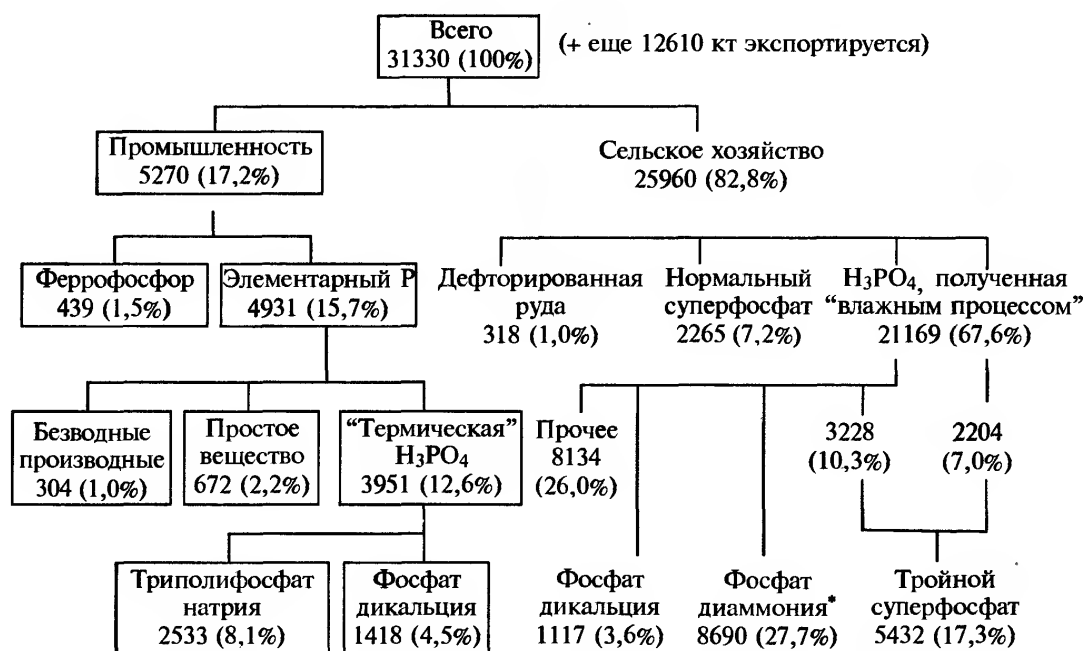 Всего
31330 (100%)
(+ еще 12610 кт экспортируется)
Промышленность
5270 (17,2%)
Сельское хозяйство
25960 (82,8%)
Феррофосфор
439 (1,5%)
Элементарный P
4931 (15,7%)
Дефторированная
руда
318 (1,0%)
Нормальный
суперфосфат
2265 (7,2%)
H₃PO₄, полученная
“влажным процессом”
21169 (67,6%)
Безводные
производные
304 (1,0%)
Простое
вещество
672 (2,2%)
“Термическая”
H₃PO₄
3951 (12,6%)
Прочее
8134
(26,0%)
3228
(10,3%)
2204
(7,0%)
Триполифосфат
натрия
2533 (8,1%)
Фосфат
дикальция
1418 (4,5%)
Фосфат
дикальция
1117 (3,6%)
Фосфат
диаммония*
8690 (27,7%)
Тройной
суперфосфат
5432 (17,3%)